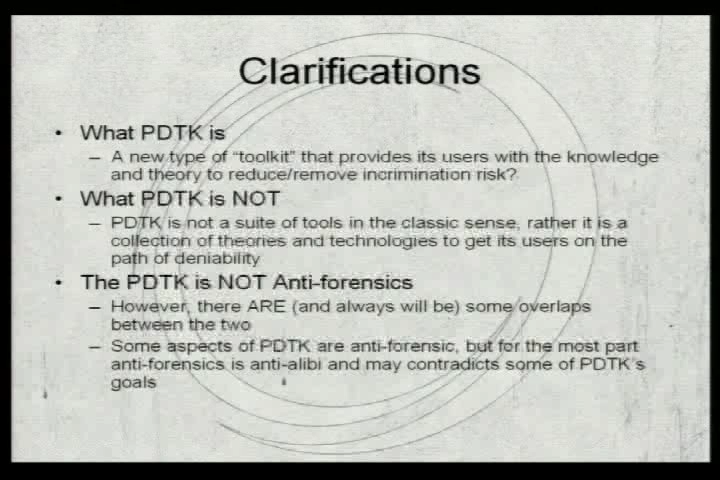 Clarifications
• What PDTK is
– A new type of "toolkit" that provides its users with the knowledge
and theory to reduce/remove incrimination risk?
• What PDTK is NOT
– PDTK is not a suite of tools in the classic sense, rather it is a
collection of theories and technologies to get its users on the
path of deniability
• The PDTK is NOT Anti-forensics
– However, there ARE (and always will be) some overlaps
between the two
– Some aspects of PDTK are anti-forensic, but for the most part
anti-forensics is anti-alibi and may contradicts some of PDTK's
goals